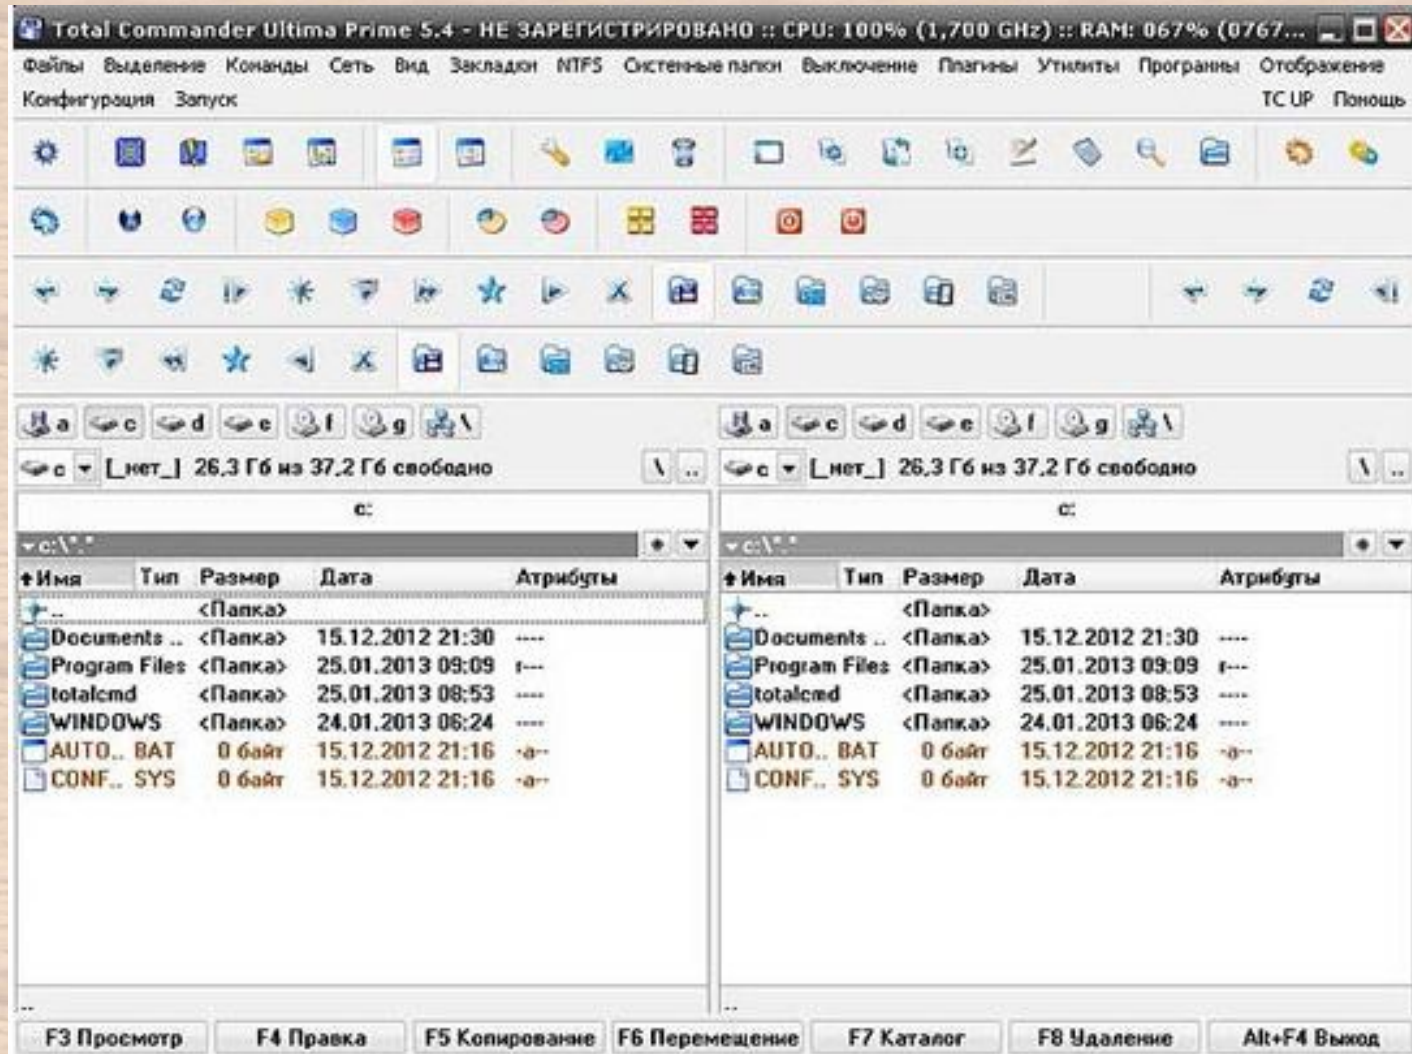 Total Commander Ultima Prime 5.4 - НЕ ЗАРЕГИСТРИРОВАНО :: CPU: 100% (1,700 GHz) :: RAM: 067% (0767...
Файлы Выделение Команды Сеть Вид Закладки NTFS Системные папки Выключение Плагины Утилиты Программы Отображение
Конфигурация Запуск TC UP Помощь
a c d e f g \ a c d e f g \
c [_нет_] 26,3 Гб из 37,2 Гб свободно \ .. c [_нет_] 26,3 Гб из 37,2 Гб свободно \ ..
c: c:
c:\*.* * c:\*.* *
Имя Тип Размер Дата Атрибуты Имя Тип Размер Дата Атрибуты
.. <Папка> .. <Папка>
Documents .. <Папка> 15.12.2012 21:30 ---- Documents .. <Папка> 15.12.2012 21:30 ----
Program Files <Папка> 25.01.2013 09:09 r--- Program Files <Папка> 25.01.2013 09:09 r---
totalcmd <Папка> 25.01.2013 08:53 ---- totalcmd <Папка> 25.01.2013 08:53 ----
WINDOWS <Папка> 24.01.2013 06:24 ---- WINDOWS <Папка> 24.01.2013 06:24 ----
AUTO.. BAT 0 байт 15.12.2012 21:16 -a-- AUTO.. BAT 0 байт 15.12.2012 21:16 -a--
CONF.. SYS 0 байт 15.12.2012 21:16 -a-- CONF.. SYS 0 байт 15.12.2012 21:16 -a--
.. ..
F3 Просмотр F4 Правка F5 Копирование F6 Перемещение F7 Каталог F8 Удаление Alt+F4 Выход